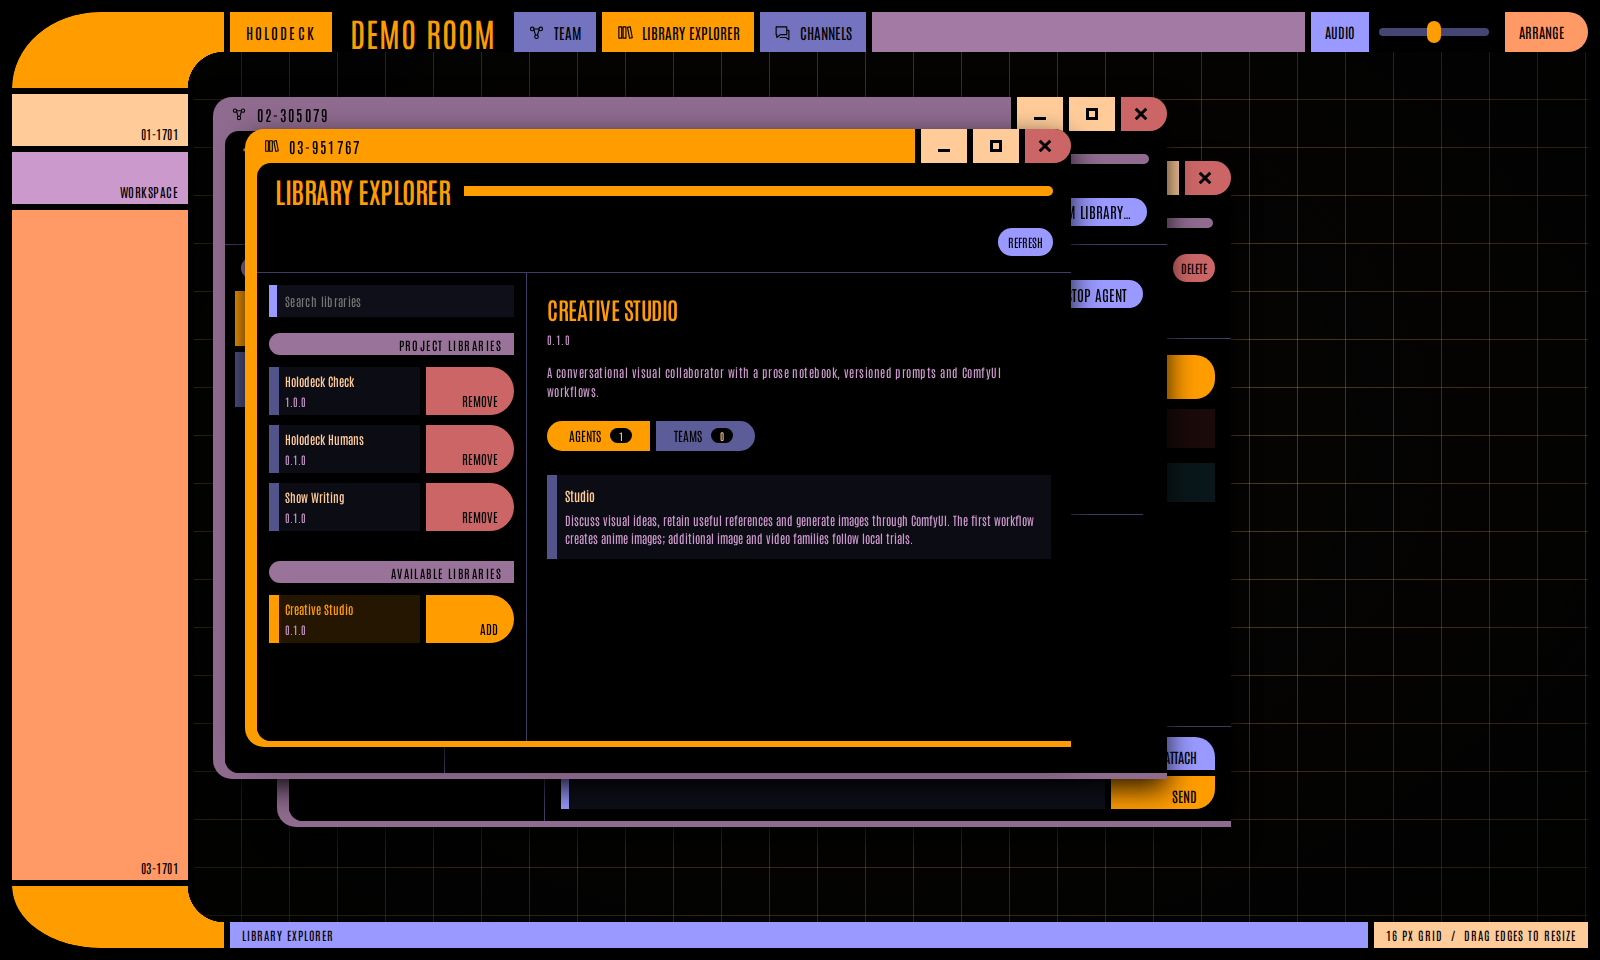 HOLODECK
DEMO ROOM
TEAM
LIBRARY EXPLORER
CHANNELS
AUDIO
ARRANGE
01-1701
WORKSPACE
03-1701
02-305079
03-951767
LIBRARY EXPLORER
REFRESH
LIBRARY...
DELETE
AGENT
Search libraries
PROJECT LIBRARIES
Holodeck Check
1.0.0
REMOVE
Holodeck Humans
0.1.0
REMOVE
Show Writing
0.1.0
REMOVE
AVAILABLE LIBRARIES
Creative Studio
0.1.0
ADD
CREATIVE STUDIO
0.1.0
A conversational visual collaborator with a prose notebook, versioned prompts and ComfyUI
workflows.
AGENTS 1
TEAMS 0
Studio
Discuss visual ideas, retain useful references and generate images through ComfyUI. The first workflow
creates anime images; additional image and video families follow local trials.
ATTACH
SEND
LIBRARY EXPLORER
16 PX GRID / DRAG EDGES TO RESIZE